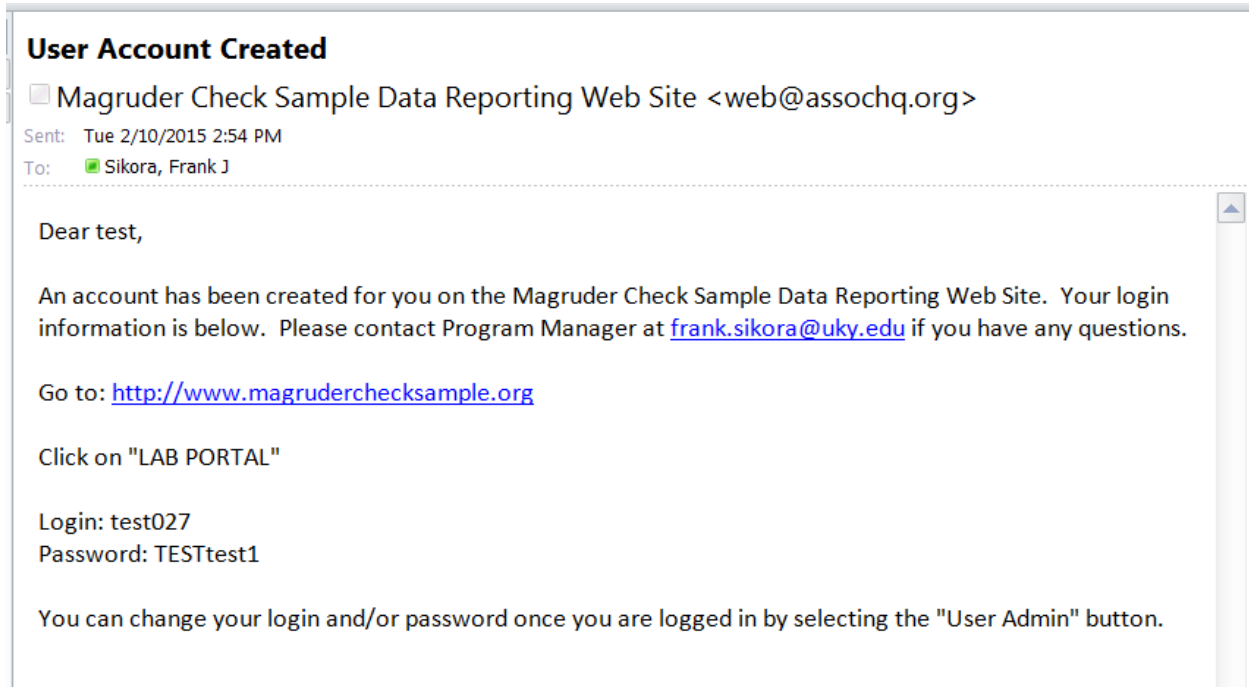 User Account Created
Magruder Check Sample Data Reporting Web Site <web@assochq.org>
Sent: Tue 2/10/2015 2:54 PM
To: Sikora, Frank J
Dear test,
An account has been created for you on the Magruder Check Sample Data Reporting Web Site.  Your login
information is below.  Please contact Program Manager at frank.sikora@uky.edu if you have any questions.
Go to: http://www.magruderchecksample.org
Click on "LAB PORTAL"
Login: test027
Password: TESTtest1
You can change your login and/or password once you are logged in by selecting the "User Admin" button.